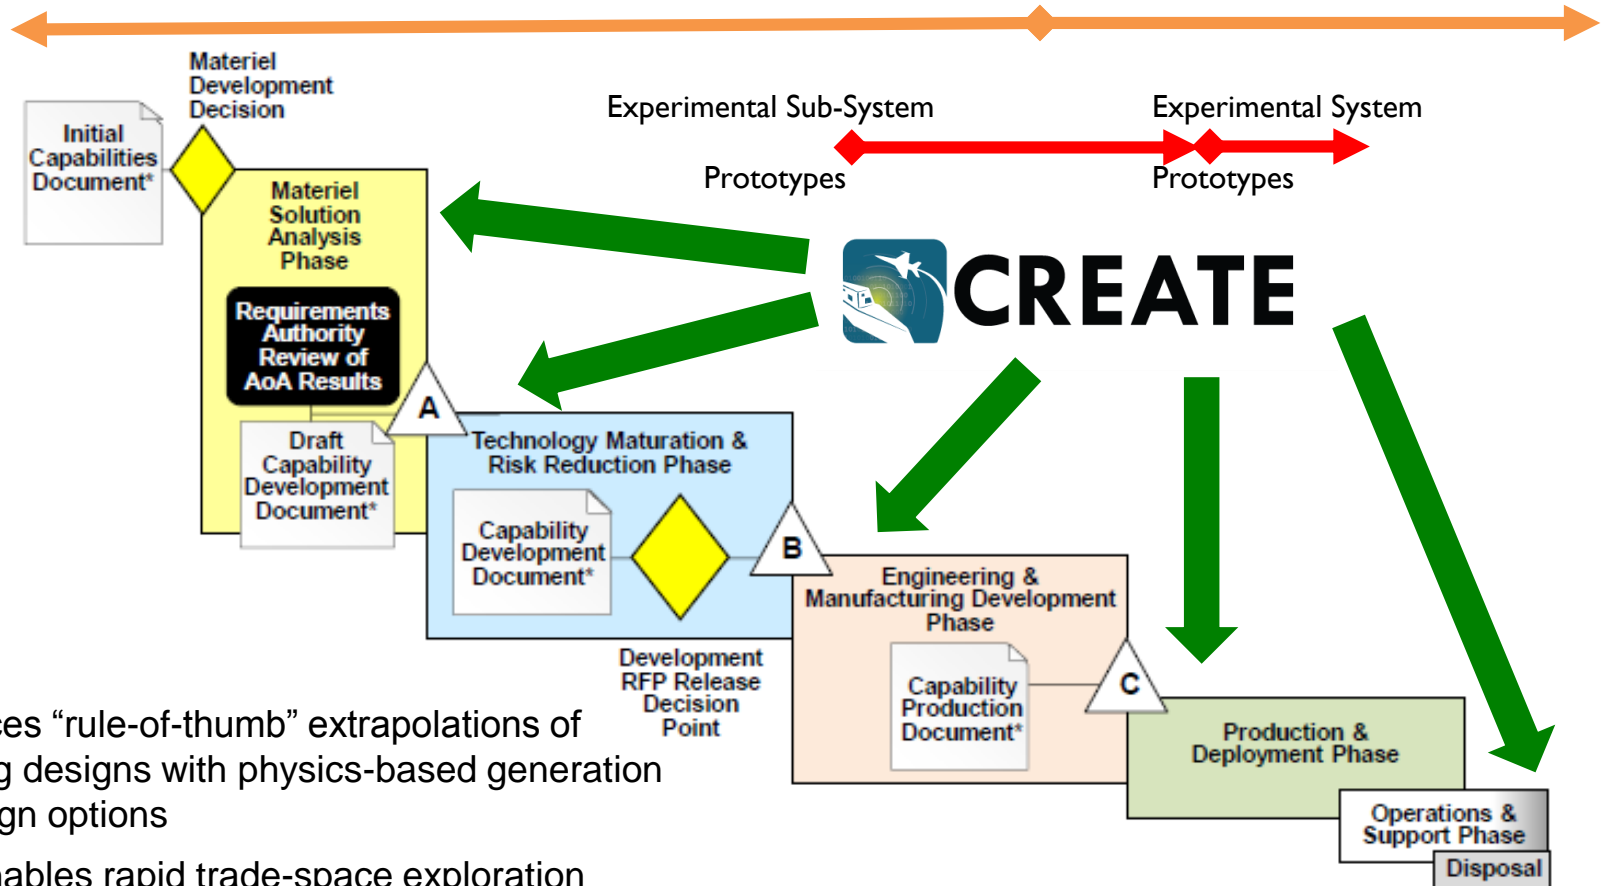 Materiel
Development
Decision
Initial
Capabilities
Document*
Experimental Sub-System
Prototypes
Experimental System
Prototypes
Materiel
Solution
Analysis
Phase
CREATE
Requirements
Authority
Review of
AoA Results
A
Draft
Capability
Development
Document*
Technology Maturation &
Risk Reduction Phase
Capability
Development
Document*
B
Development
RFP Release
Decision
Point
Engineering &
Manufacturing Development
Phase
Capability
Production
Document*
C
Production &
Deployment Phase
Operations &
Support Phase
Disposal
“rule-of-thumb” extrapolations of
designs with physics-based generation
options
rapid trade-space exploration